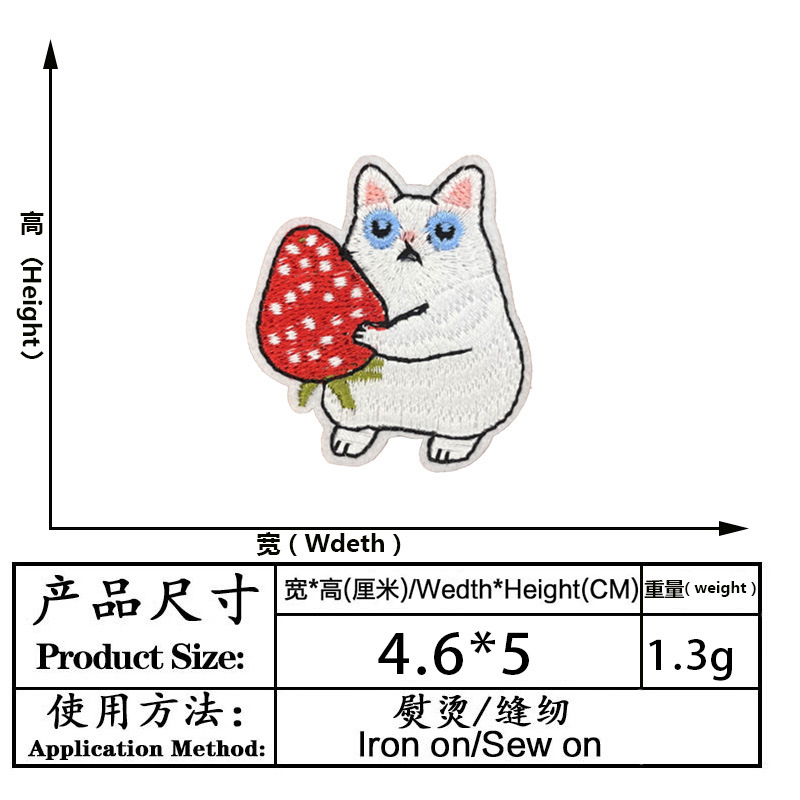 高
(Height)
宽 ( Wdeth )
产品尺寸
Product Size:
宽*高(厘米)/Wedth*Height(CM)
重量( weight )
4.6*5
1.3g
使用方法:
Application Method:
熨烫/缝纫
Iron on/Sew on